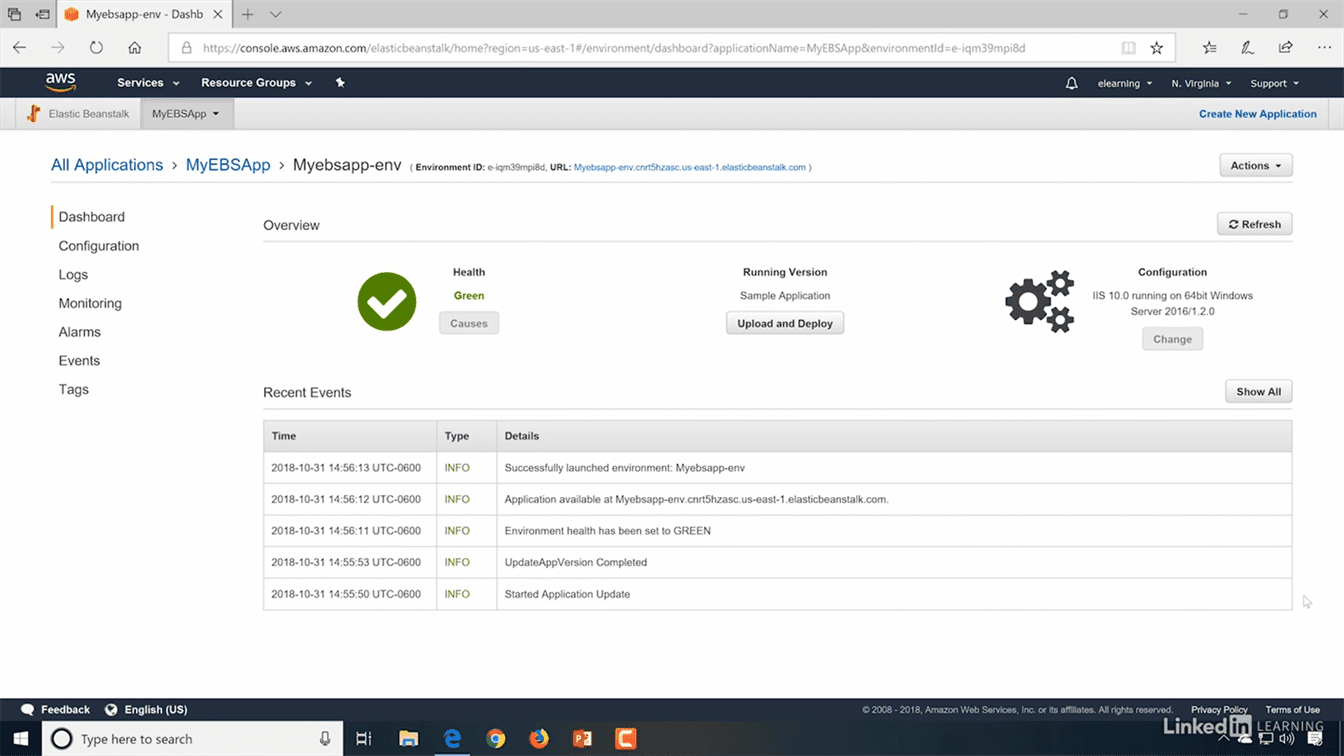 Myebsapp-env - Dashb
https://console.aws.amazon.com/elasticbeanstalk/home?region=us-east-1#/environment/dashboard?applicationName=MyEBSApp&environmentId=e-iqm39mpi8d
aws Services Resource Groups elearning N. Virginia Support
Elastic Beanstalk MyEBSApp Create New Application
All Applications > MyEBSApp > Myebsapp-env ( Environment ID: e-iqm39mpi8d, URL: Myebsapp-env.cnrt5hzasc.us-east-1.elasticbeanstalk.com ) Actions
Dashboard
Configuration
Logs
Monitoring
Alarms
Events
Tags
Overview Refresh
Health
Green
Causes
Running Version
Sample Application
Upload and Deploy
Configuration
IIS 10.0 running on 64bit Windows
Server 2016/1.2.0
Change
Recent Events Show All
Time Type Details
2018-10-31 14:56:13 UTC-0600 INFO Successfully launched environment: Myebsapp-env
2018-10-31 14:56:12 UTC-0600 INFO Application available at Myebsapp-env.cnrt5hzasc.us-east-1.elasticbeanstalk.com.
2018-10-31 14:56:11 UTC-0600 INFO Environment health has been set to GREEN
2018-10-31 14:55:53 UTC-0600 INFO UpdateAppVersion Completed
2018-10-31 14:55:50 UTC-0600 INFO Started Application Update
Feedback English (US) © 2008 - 2018, Amazon Web Services, Inc. or its affiliates. All rights reserved. Privacy Policy Terms of Use
Linked in LEARNING
Type here to search